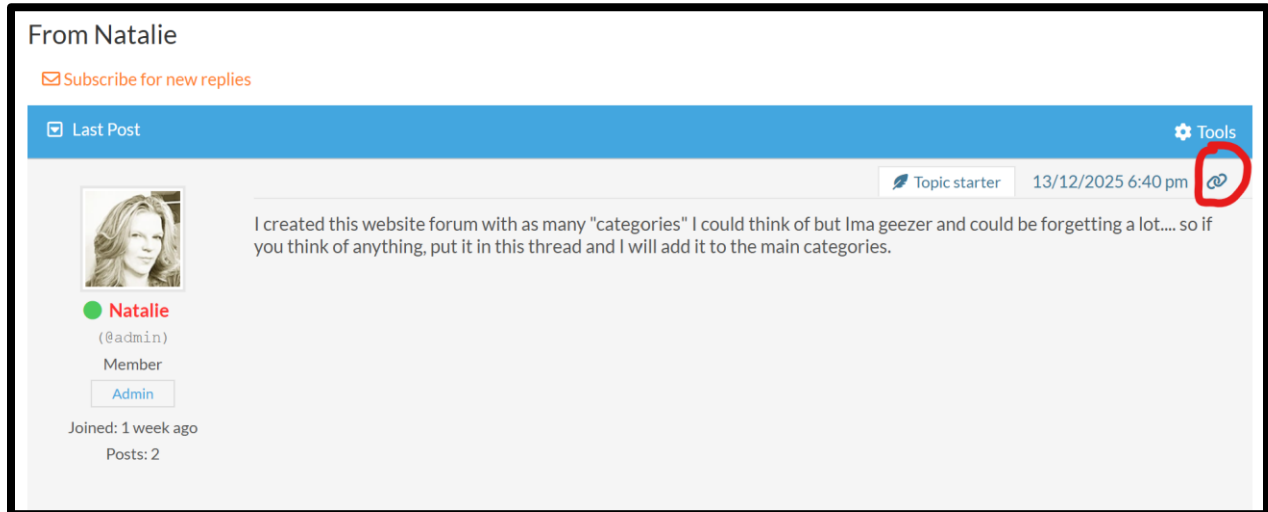 From Natalie
Subscribe for new replies
Last Post
Tools
Topic starter
13/12/2025 6:40 pm
I created this website forum with as many "categories" I could think of but Ima geezer and could be forgetting a lot.... so if
you think of anything, put it in this thread and I will add it to the main categories.
Natalie
(@admin)
Member
Admin
Joined: 1 week ago
Posts: 2